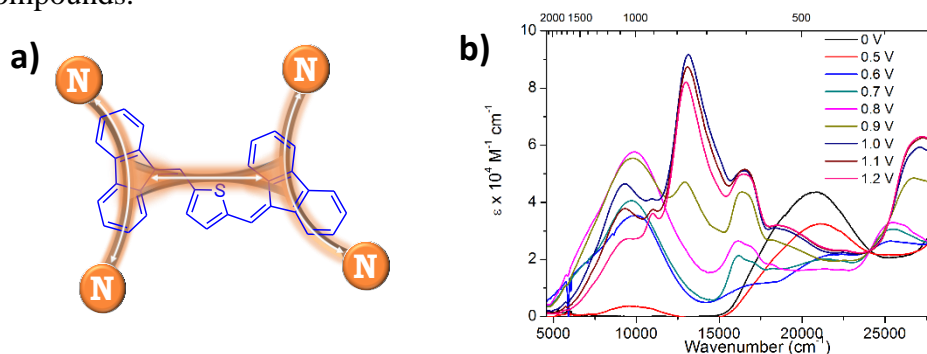 ompounds.
a)
N
N
S
N
N
b)
2000 1500 1000 500
10
8
6
4
2
0
ε x 10⁴ M⁻¹ cm⁻¹
0 V
0.5 V
0.6 V
0.7 V
0.8 V
0.9 V
1.0 V
1.1 V
1.2 V
5000 10000 15000 20000 25000
Wavenumber (cm⁻¹)